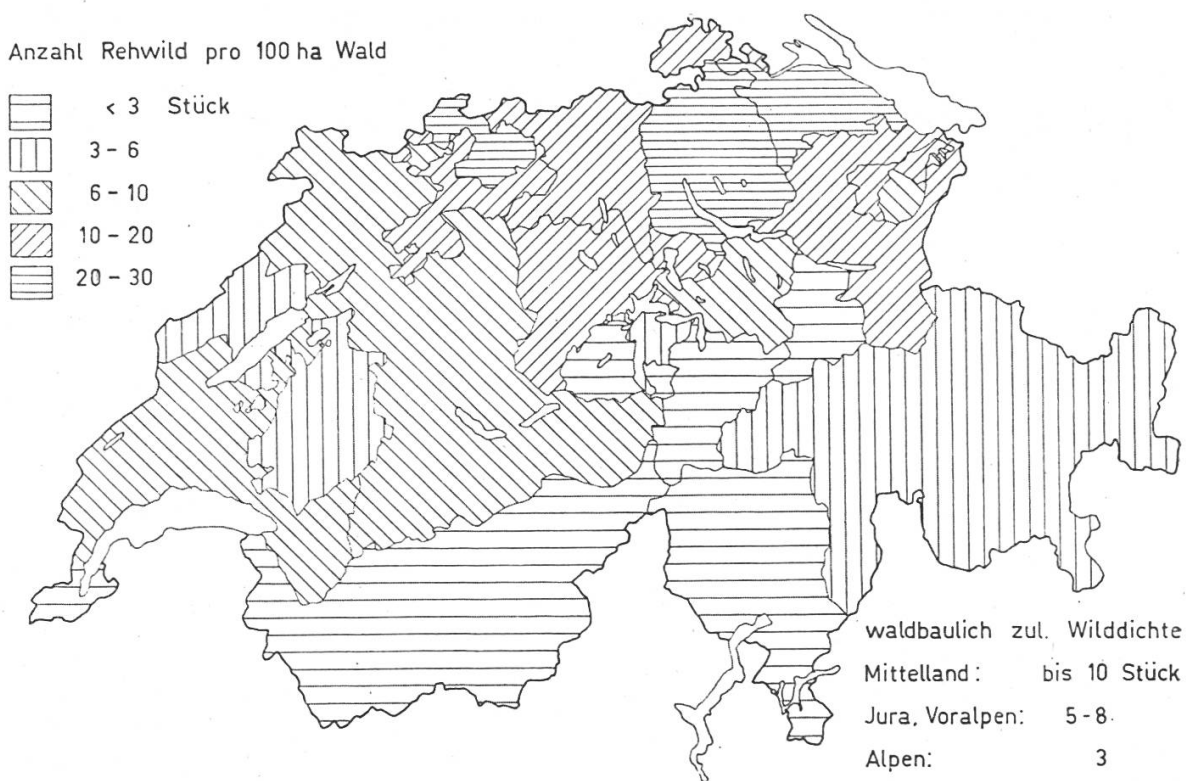 Anzahl Rehwild pro 100 ha Wald
< 3 Stück
3 - 6
6 - 10
10 - 20
20 - 30
waldbaulich zul. Wilddichte
Mittelland: bis 10 Stück
Jura, Voralpen: 5-8
Alpen: 3